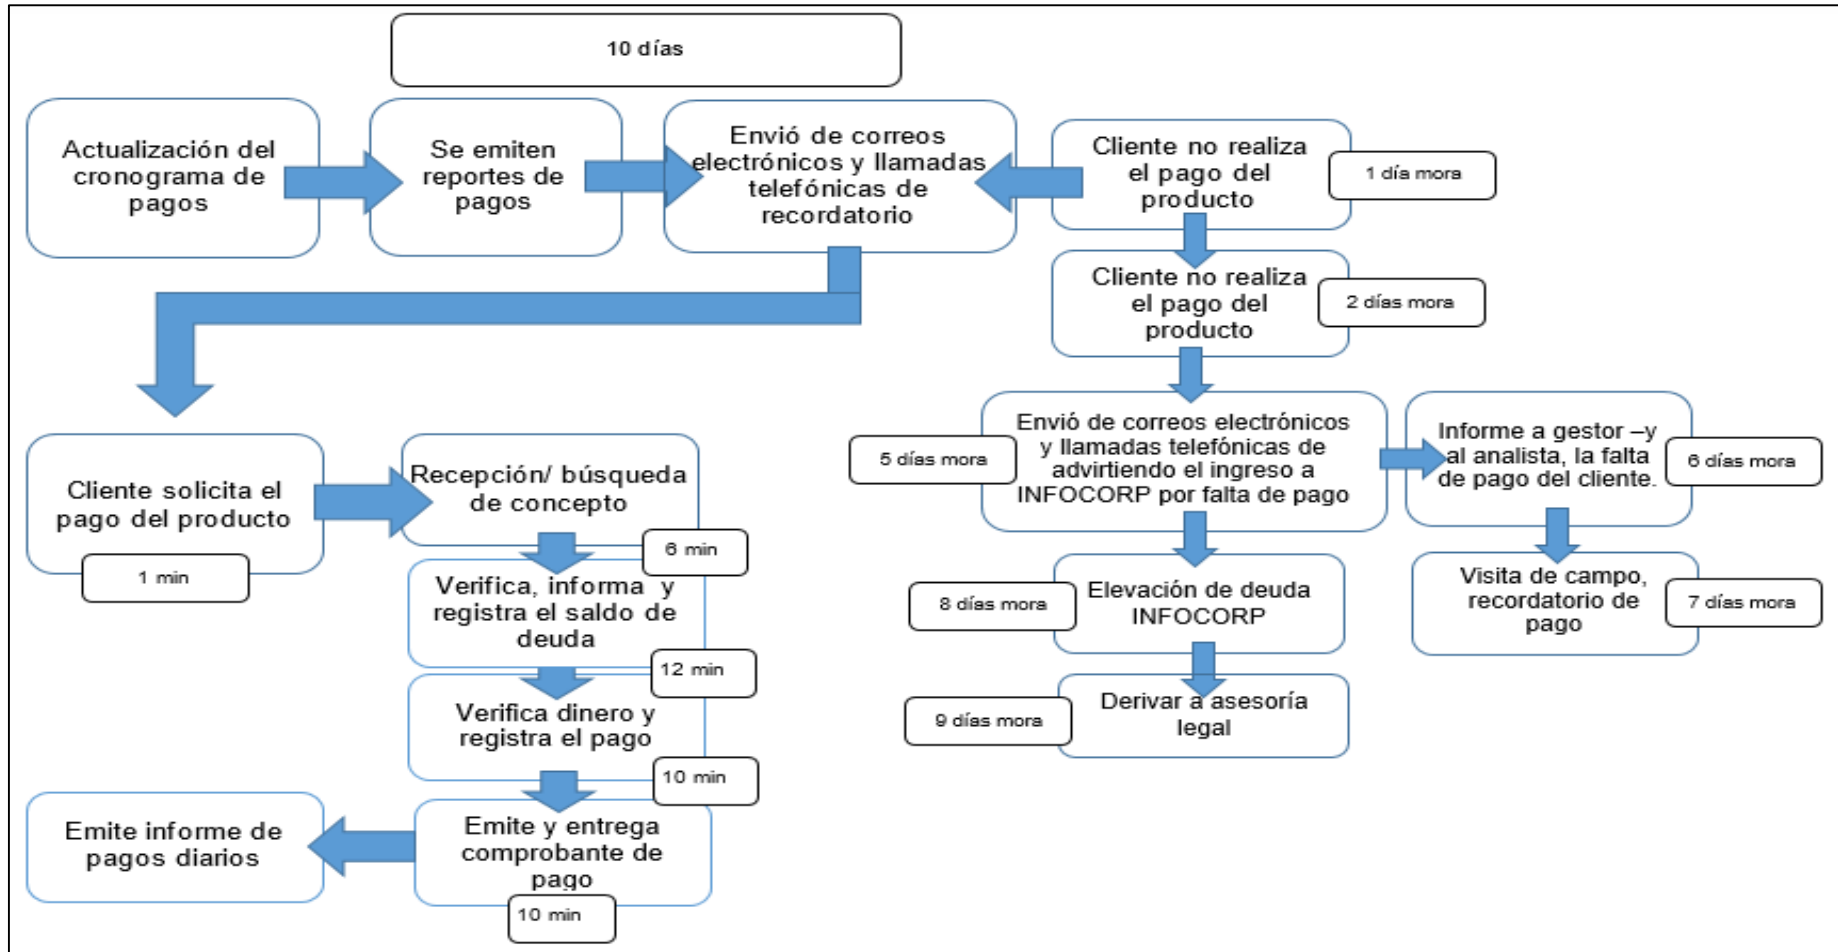 10 días
Actualización del
cronograma de
pagos
Se emiten
reportes de
pagos
Envió de correos
electrónicos y llamadas
telefónicas de
recordatorio
Cliente no realiza
el pago del
producto
1 día mora
Cliente no realiza
el pago del
producto
2 días mora
Envió de correos electrónicos
y llamadas telefónicas de
advirtiendo el ingreso a
INFOCORP por falta de pago
5 días mora
Informe a gestor –y
al analista, la falta
de pago del cliente.
6 días mora
Cliente solicita el
pago del producto
1 min
Recepción/ búsqueda
de concepto
6 min
Verifica, informa y
registra el saldo de
deuda
12 min
Verifica dinero y
registra el pago
10 min
Emite y entrega
comprobante de
pago
10 min
Emite informe de
pagos diarios
Elevación de deuda
INFOCORP
8 días mora
Visita de campo,
recordatorio de
pago
7 días mora
Derivar a asesoría
legal
9 días mora